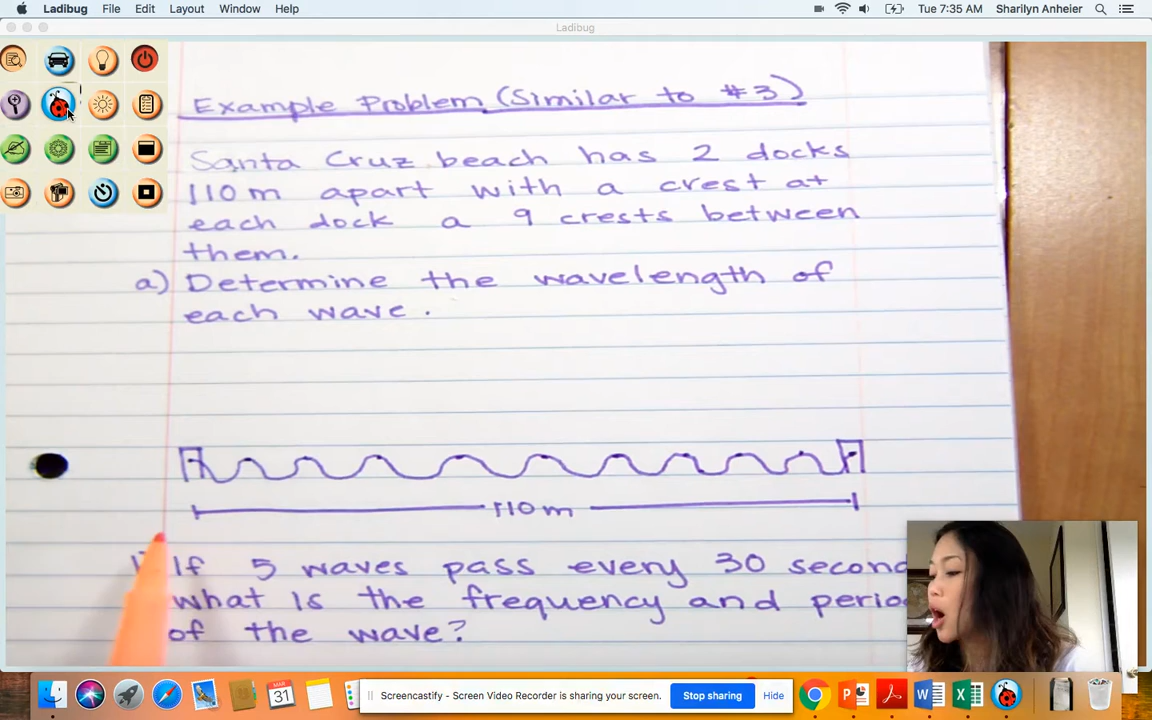 Ladibug File Edit Layout Window Help Tue 7:35 AM Sharilyn Anheier
Ladibug
Example Problem (Similar to #3)
Santa Cruz beach has 2 docks
110 m apart with a crest at
each dock a 9 crests between
them.
a) Determine the wavelength of
each wave.
110 m
If 5 waves pass every 30 second
what is the frequency and perio
of the wave?
MAR
31
Screencastify - Screen Video Recorder is sharing your screen. Stop sharing Hide